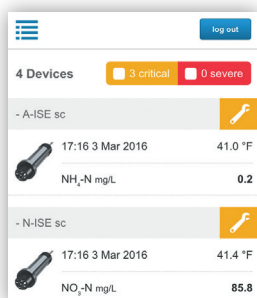 log out
4 Devices 3 critical 0 severe
- A-ISE sc
17:16 3 Mar 2016 41.0 °F
NH₄-N mg/L 0.2
- N-ISE sc
17:16 3 Mar 2016 41.4 °F
NO₃-N mg/L 85.8